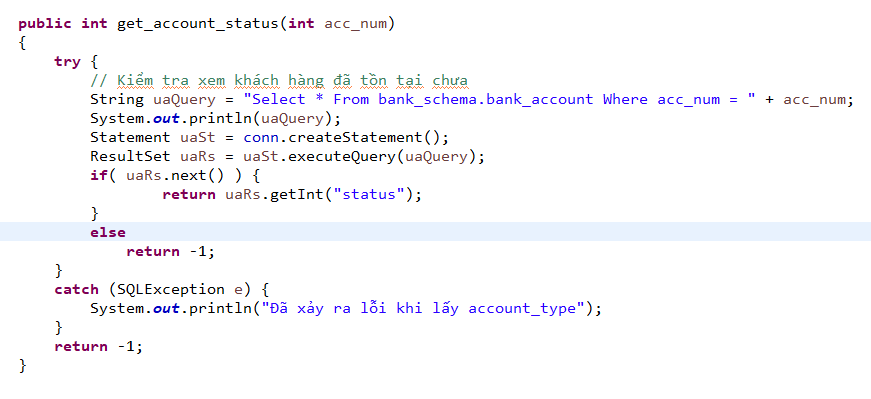 public int get_account_status(int acc_num)
{
    try {
        // Kiểm tra xem khách hàng đã tồn tại chưa
        String uaQuery = "Select * From bank_schema.bank_account Where acc_num = " + acc_num;
        System.out.println(uaQuery);
        Statement uaSt = conn.createStatement();
        ResultSet uaRs = uaSt.executeQuery(uaQuery);
        if( uaRs.next() ) {
                return uaRs.getInt("status");
        }
        else
            return -1;
    }
    catch (SQLException e) {
        System.out.println("Đã xảy ra lỗi khi lấy account_type");
    }
    return -1;
}